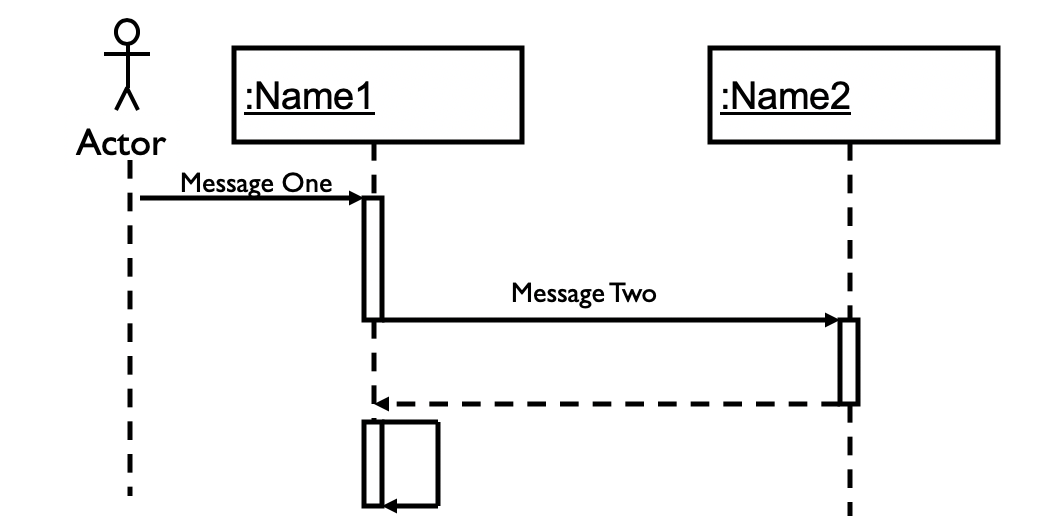 :Name1
:Name2
Actor
Message One
Message Two